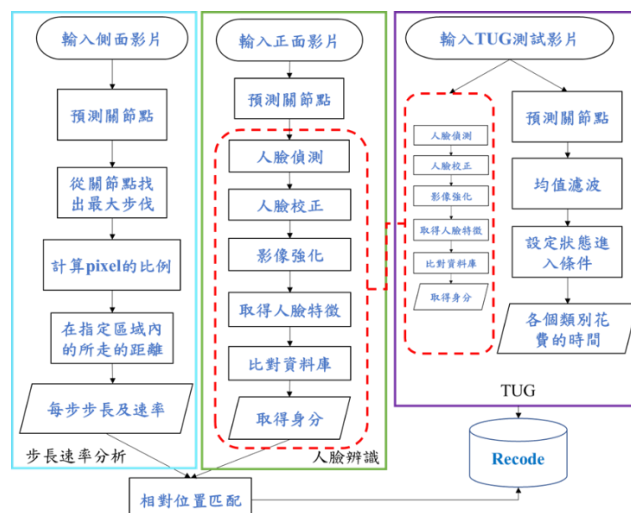 輸入側面影片
預測關節點
從關節點找
出最大步伐
計算pixel的比例
在指定區域內
的所走的距離
每步步長及速率
步長速率分析
輸入正面影片
預測關節點
人臉偵測
人臉校正
影像強化
取得人臉特徵
比對資料庫
取得身分
人臉辨識
輸入TUG測試影片
人臉偵測
人臉校正
影像強化
取得人臉特徵
比對資料庫
取得身分
預測關節點
均值濾波
設定狀態進
入條件
各個類別花
費的時間
TUG
Recode
相對位置匹配